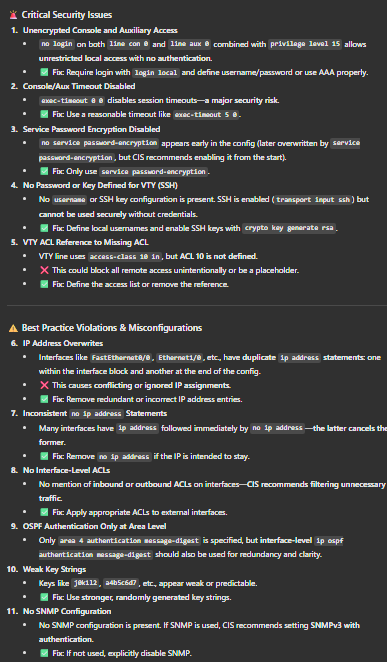 🚨 Critical Security Issues
1. Unencrypted Console and Auxiliary Access
• no login on both line con 0 and line aux 0 combined with privilege level 15 allows
unrestricted local access with no authentication.
• ✅ Fix: Require login with login local and define username/password or use AAA properly.
2. Console/Aux Timeout Disabled
• exec-timeout 0 0 disables session timeouts—a major security risk.
• ✅ Fix: Use a reasonable timeout like exec-timeout 5 0.
3. Service Password Encryption Disabled
• no service password-encryption appears early in the config (later overwritten by service
password-encryption, but CIS recommends enabling it from the start).
• ✅ Fix: Only use service password-encryption.
4. No Password or Key Defined for VTY (SSH)
• No username or SSH key configuration is present. SSH is enabled (transport input ssh) but
cannot be used securely without credentials.
• ✅ Fix: Define local usernames and enable SSH keys with crypto key generate rsa.
5. VTY ACL Reference to Missing ACL
• VTY line uses access-class 10 in, but ACL 10 is not defined.
• ❌ This could block all remote access unintentionally or be a placeholder.
• ✅ Fix: Define the access list or remove the reference.
⚠️ Best Practice Violations & Misconfigurations
6. IP Address Overwrites
• Interfaces like FastEthernet0/0, Ethernet1/0, etc., have duplicate ip address statements: one
within the interface block and another at the end of the config.
• ❌ This causes conflicting or ignored IP assignments.
• ✅ Fix: Remove redundant or incorrect IP address entries.
7. Inconsistent no ip address Statements
• Many interfaces have ip address followed immediately by no ip address—the latter cancels the
former.
• ✅ Fix: Remove no ip address if the IP is intended to stay.
8. No Interface-Level ACLs
• No mention of inbound or outbound ACLs on interfaces—CIS recommends filtering unnecessary
traffic.
• ✅ Fix: Apply appropriate ACLs to external interfaces.
9. OSPF Authentication Only at Area Level
• Only area 4 authentication message-digest is specified, but interface-level ip ospf
authentication message-digest should also be used for redundancy and clarity.
10. Weak Key Strings
• Keys like j0k1l2, a4b5c6d7, etc., appear weak or predictable.
• ✅ Fix: Use stronger, randomly generated key strings.
11. No SNMP Configuration
• No SNMP configuration is present. If SNMP is used, CIS recommends setting SNMPv3 with
authentication.
• ✅ Fix: If not used, explicitly disable SNMP.